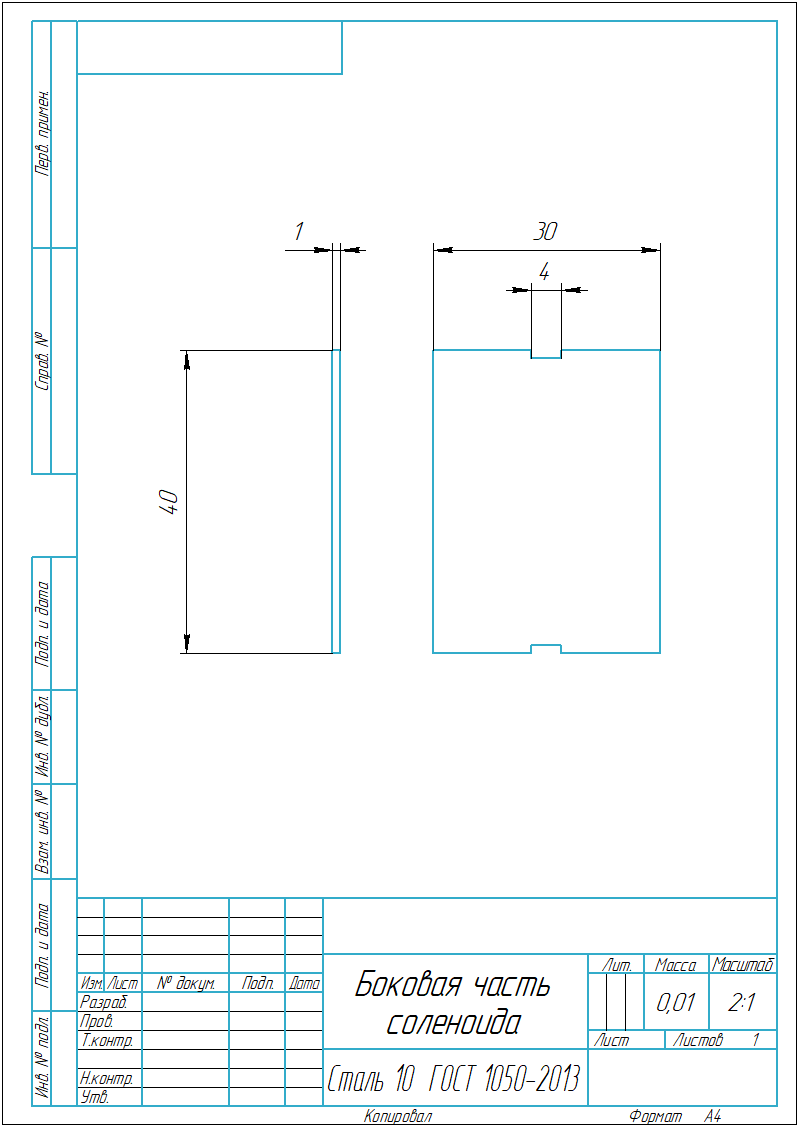 Перв. примен.
Справ. №
Подп. и дата
Инв. № дубл.
Взам. инв. №
Подп. и дата
Инв. № подл.
1
30
4
40
Изм. Лист № докум. Подп. Дата
Разраб.
Пров.
Т.контр.
Н.контр.
Утв.
Боковая часть
соленоида
Сталь 10 ГОСТ 1050-2013
Лит. Масса Масштаб
0,01 2:1
Лист Листов 1
Копировал Формат А4